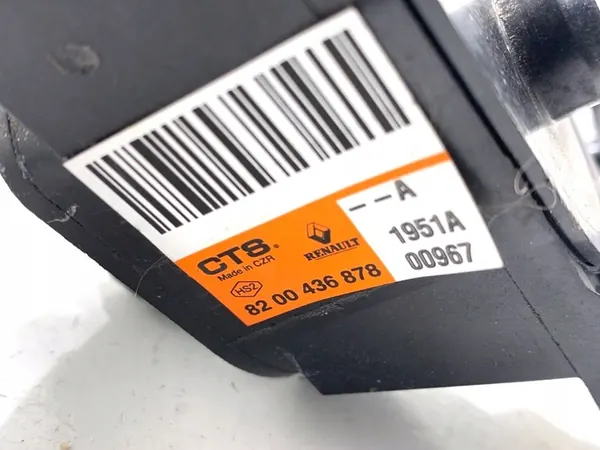 --A
CTS®
Made in CZR
RENAULT
1951A
HS2
82 00 436 878
00967